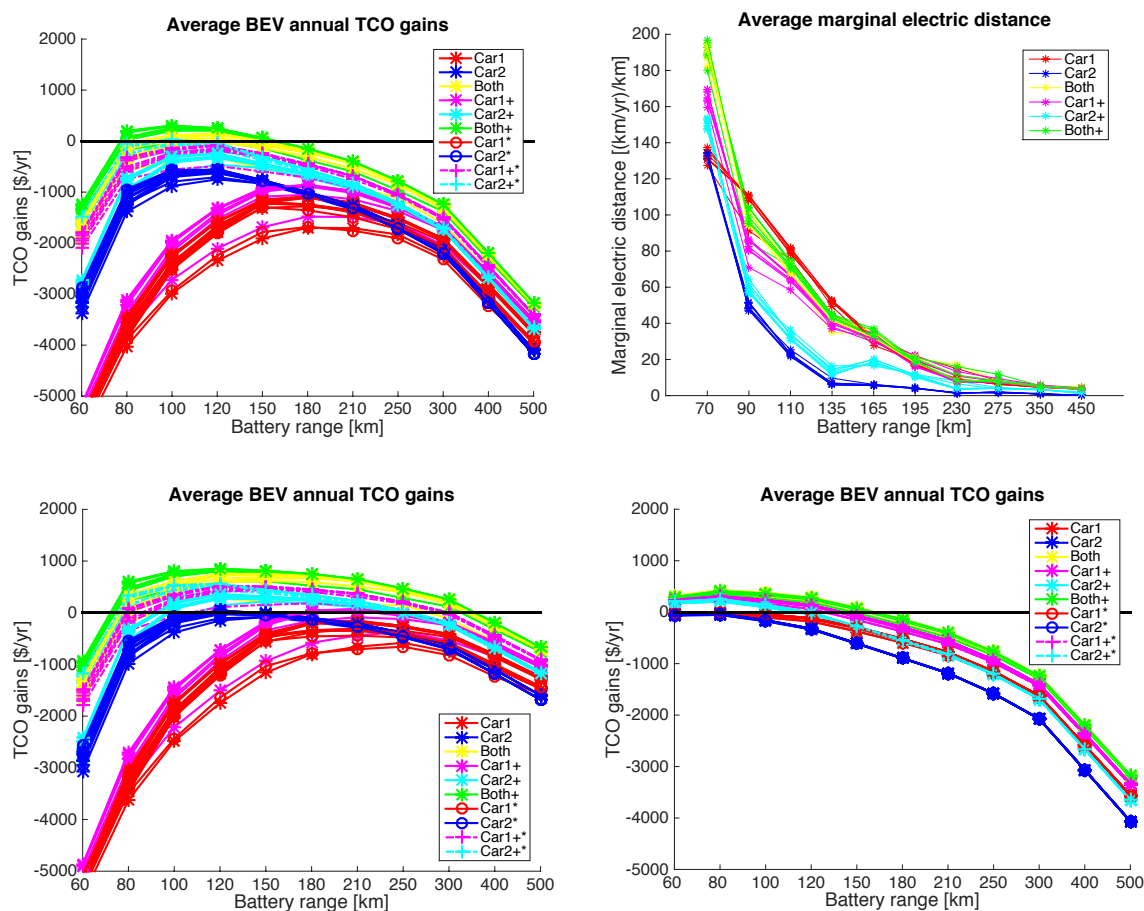 Average BEV annual TCO gains
TCO gains [$/yr]
2000
1000
0
-1000
-2000
-3000
-4000
-5000
60 80 100 120 150 180 210 250 300 400 500
Battery range [km]
Car1
Car2
Both
Car1+
Car2+
Both+
Car1*
Car2*
Car1+*
Car2+*
Average marginal electric distance
Marginal electric distance [(km/yr)/km]
200
180
160
140
120
100
80
60
40
20
0
70 90 110 135 165 195 230 275 350 450
Battery range [km]
Car1
Car2
Both
Car1+
Car2+
Both+
Average BEV annual TCO gains
TCO gains [$/yr]
2000
1000
0
-1000
-2000
-3000
-4000
-5000
60 80 100 120 150 180 210 250 300 400 500
Battery range [km]
Car1
Car2
Both
Car1+
Car2+
Both+
Car1*
Car2*
Car1+*
Car2+*
Average BEV annual TCO gains
TCO gains [$/yr]
2000
1000
0
-1000
-2000
-3000
-4000
-5000
60 80 100 120 150 180 210 250 300 400 500
Battery range [km]
Car1
Car2
Both
Car1+
Car2+
Both+
Car1*
Car2*
Car1+*
Car2+*